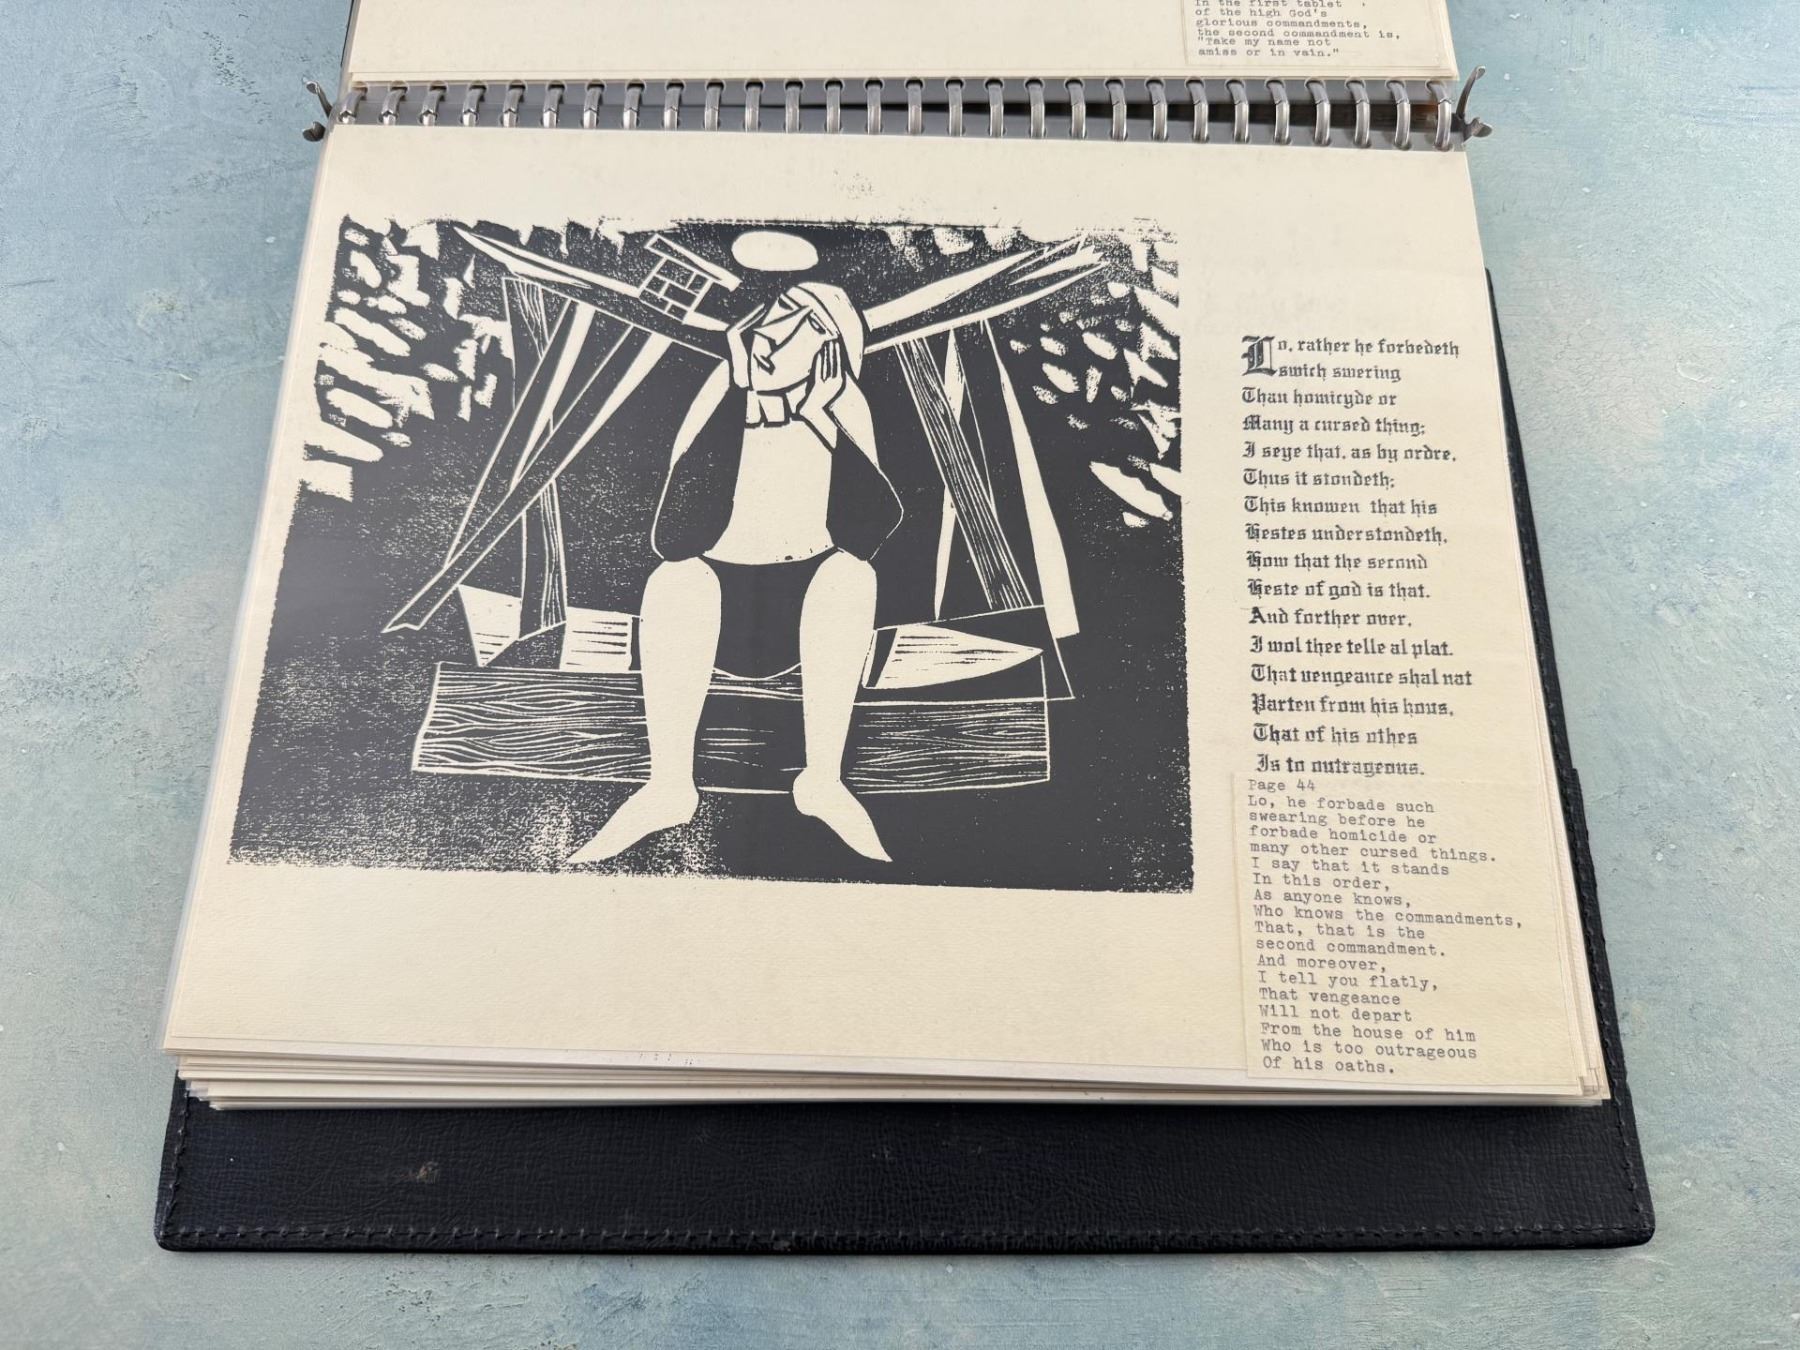 In the first tablet
of the high God's
glorious commandments,
the second commandment is,
"Take my name not
amiss or in vain."
Lo, rather he forbedeth
swich swering
Than homicyde or
Many a cursed thing;
I seye that, as by ordre,
Thus it stondeth;
This knowen that his
Hestes understondeth,
How that the second
Heste of god is that.
And forther over,
I wol thee telle al plat.
That vengeance shal nat
Parten from his hous,
That of his othes
Is to outrageous.
Page 44
Lo, he forbade such
swearing before he
forbade homicide or
many other cursed things.
I say that it stands
In this order,
As anyone knows,
Who knows the commandments,
That, that is the
second commandment.
And moreover,
I tell you flatly,
That vengeance
Will not depart
From the house of him
Who is too outrageous
Of his oaths.